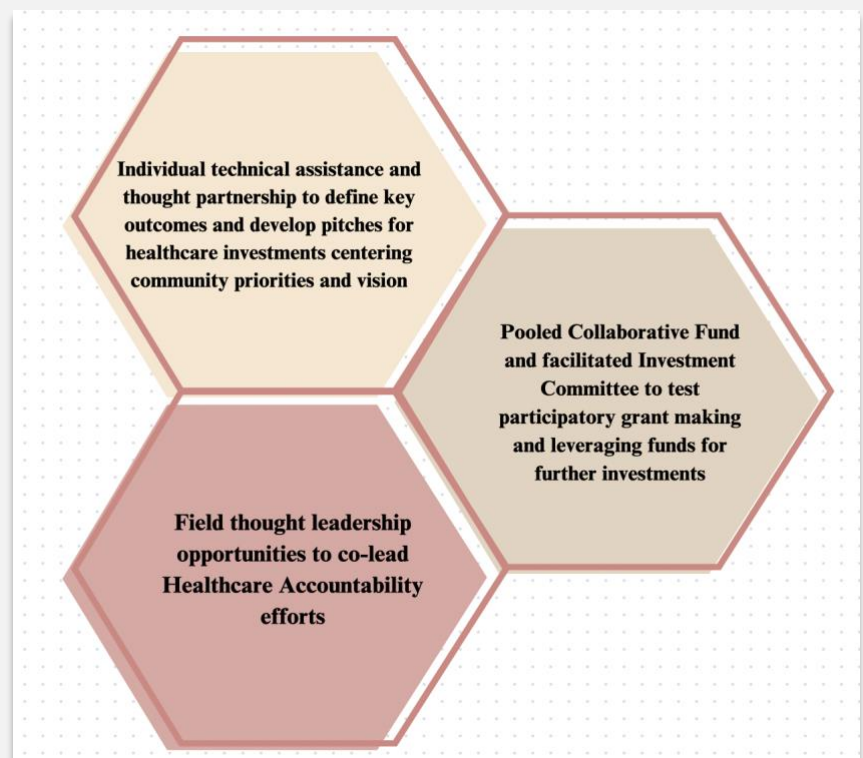 Individual technical assistance and
thought partnership to define key
outcomes and develop pitches for
healthcare investments centering
community priorities and vision
Pooled Collaborative Fund
and facilitated Investment
Committee to test
participatory grant making
and leveraging funds for
further investments
Field thought leadership
opportunities to co-lead
Healthcare Accountability
efforts